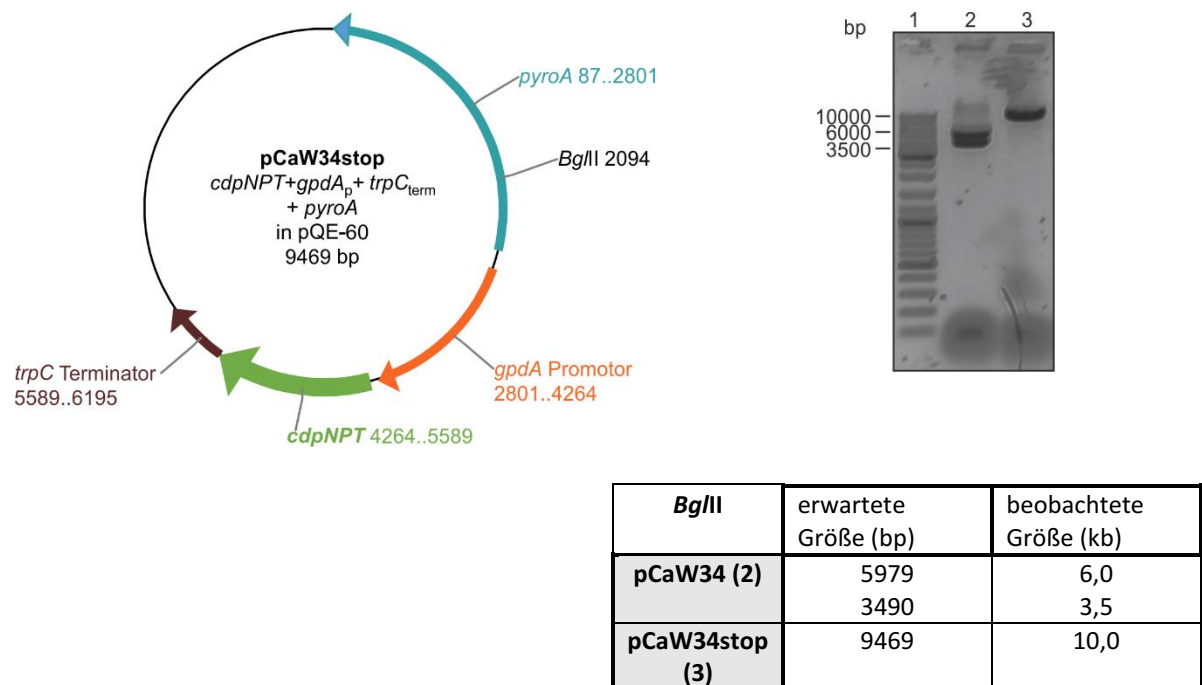 pyroA 87..2801
BglII 2094
pCaW34stop
cdpNPT+gpdAp+ trpCterm
+ pyroA
in pQE-60
9469 bp
trpC Terminator
5589..6195
gpdA Promotor
2801..4264
cdpNPT 4264..5589
bp 1 2 3
10000
6000
3500
BglII erwartete Größe (bp) beobachtete Größe (kb)
pCaW34 (2) 5979 6,0
3490 3,5
pCaW34stop (3) 9469 10,0